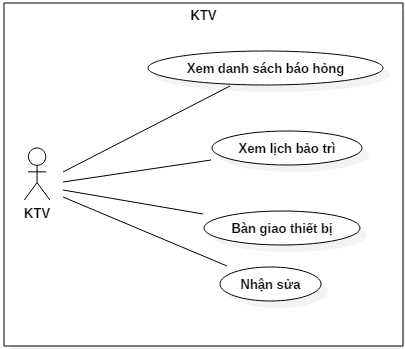 KTV
Xem danh sách báo hỏng
Xem lịch bảo trì
KTV
Bàn giao thiết bị
Nhận sửa